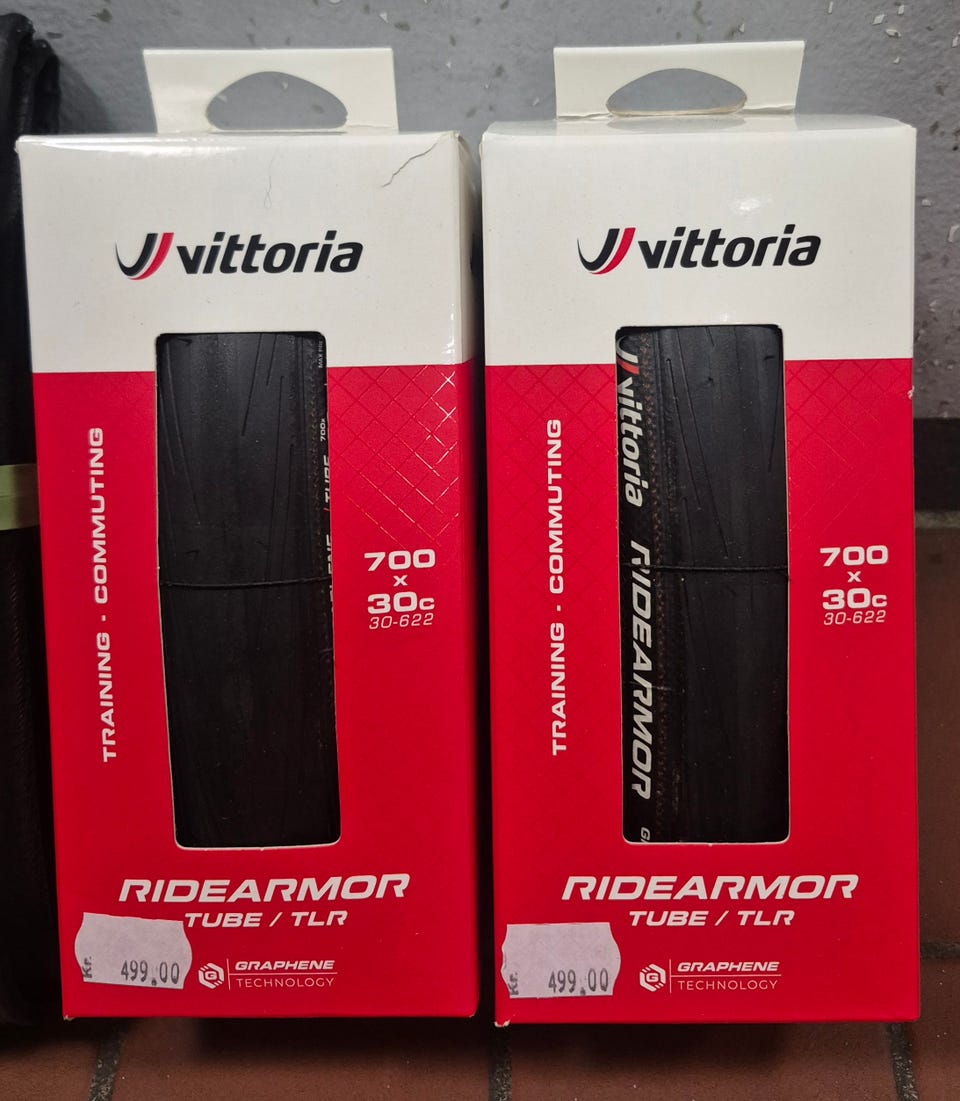 vittoria
TRAINING · COMMUTING
700
x
30c
30-622
RIDEARMOR
TUBE / TLR
Kr. 499.00
G GRAPHENE
TECHNOLOGY
vittoria
TRAINING · COMMUTING
vittoria RIDEARMOR
700
x
30c
30-622
RIDEARMOR
TUBE / TLR
Kr. 499.00
G GRAPHENE
TECHNOLOGY